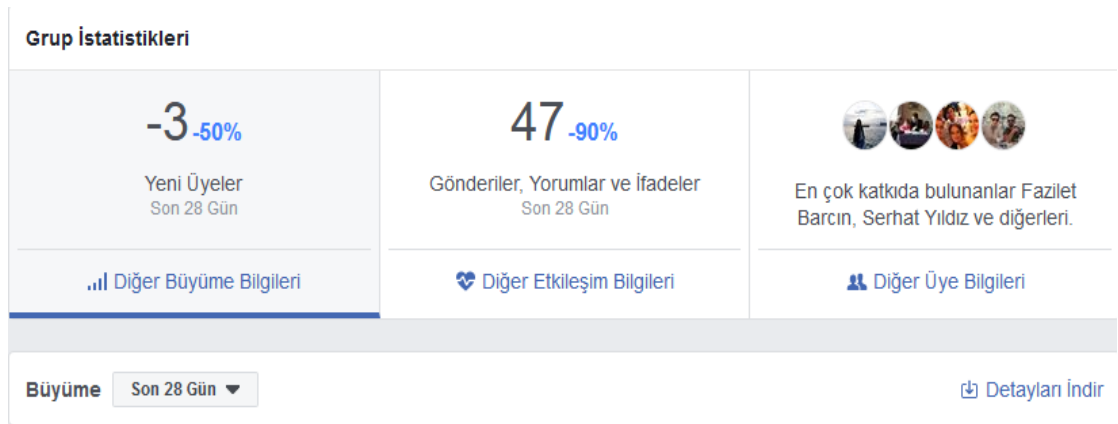 Grup İstatistikleri
-3 -50%
Yeni Üyeler
Son 28 Gün
Diğer Büyüme Bilgileri
47 -90%
Gönderiler, Yorumlar ve İfadeler
Son 28 Gün
Diğer Etkileşim Bilgileri
En çok katkıda bulunanlar Fazilet
Barcın, Serhat Yıldız ve diğerleri.
Diğer Üye Bilgileri
Büyüme
Son 28 Gün
Detayları İndir